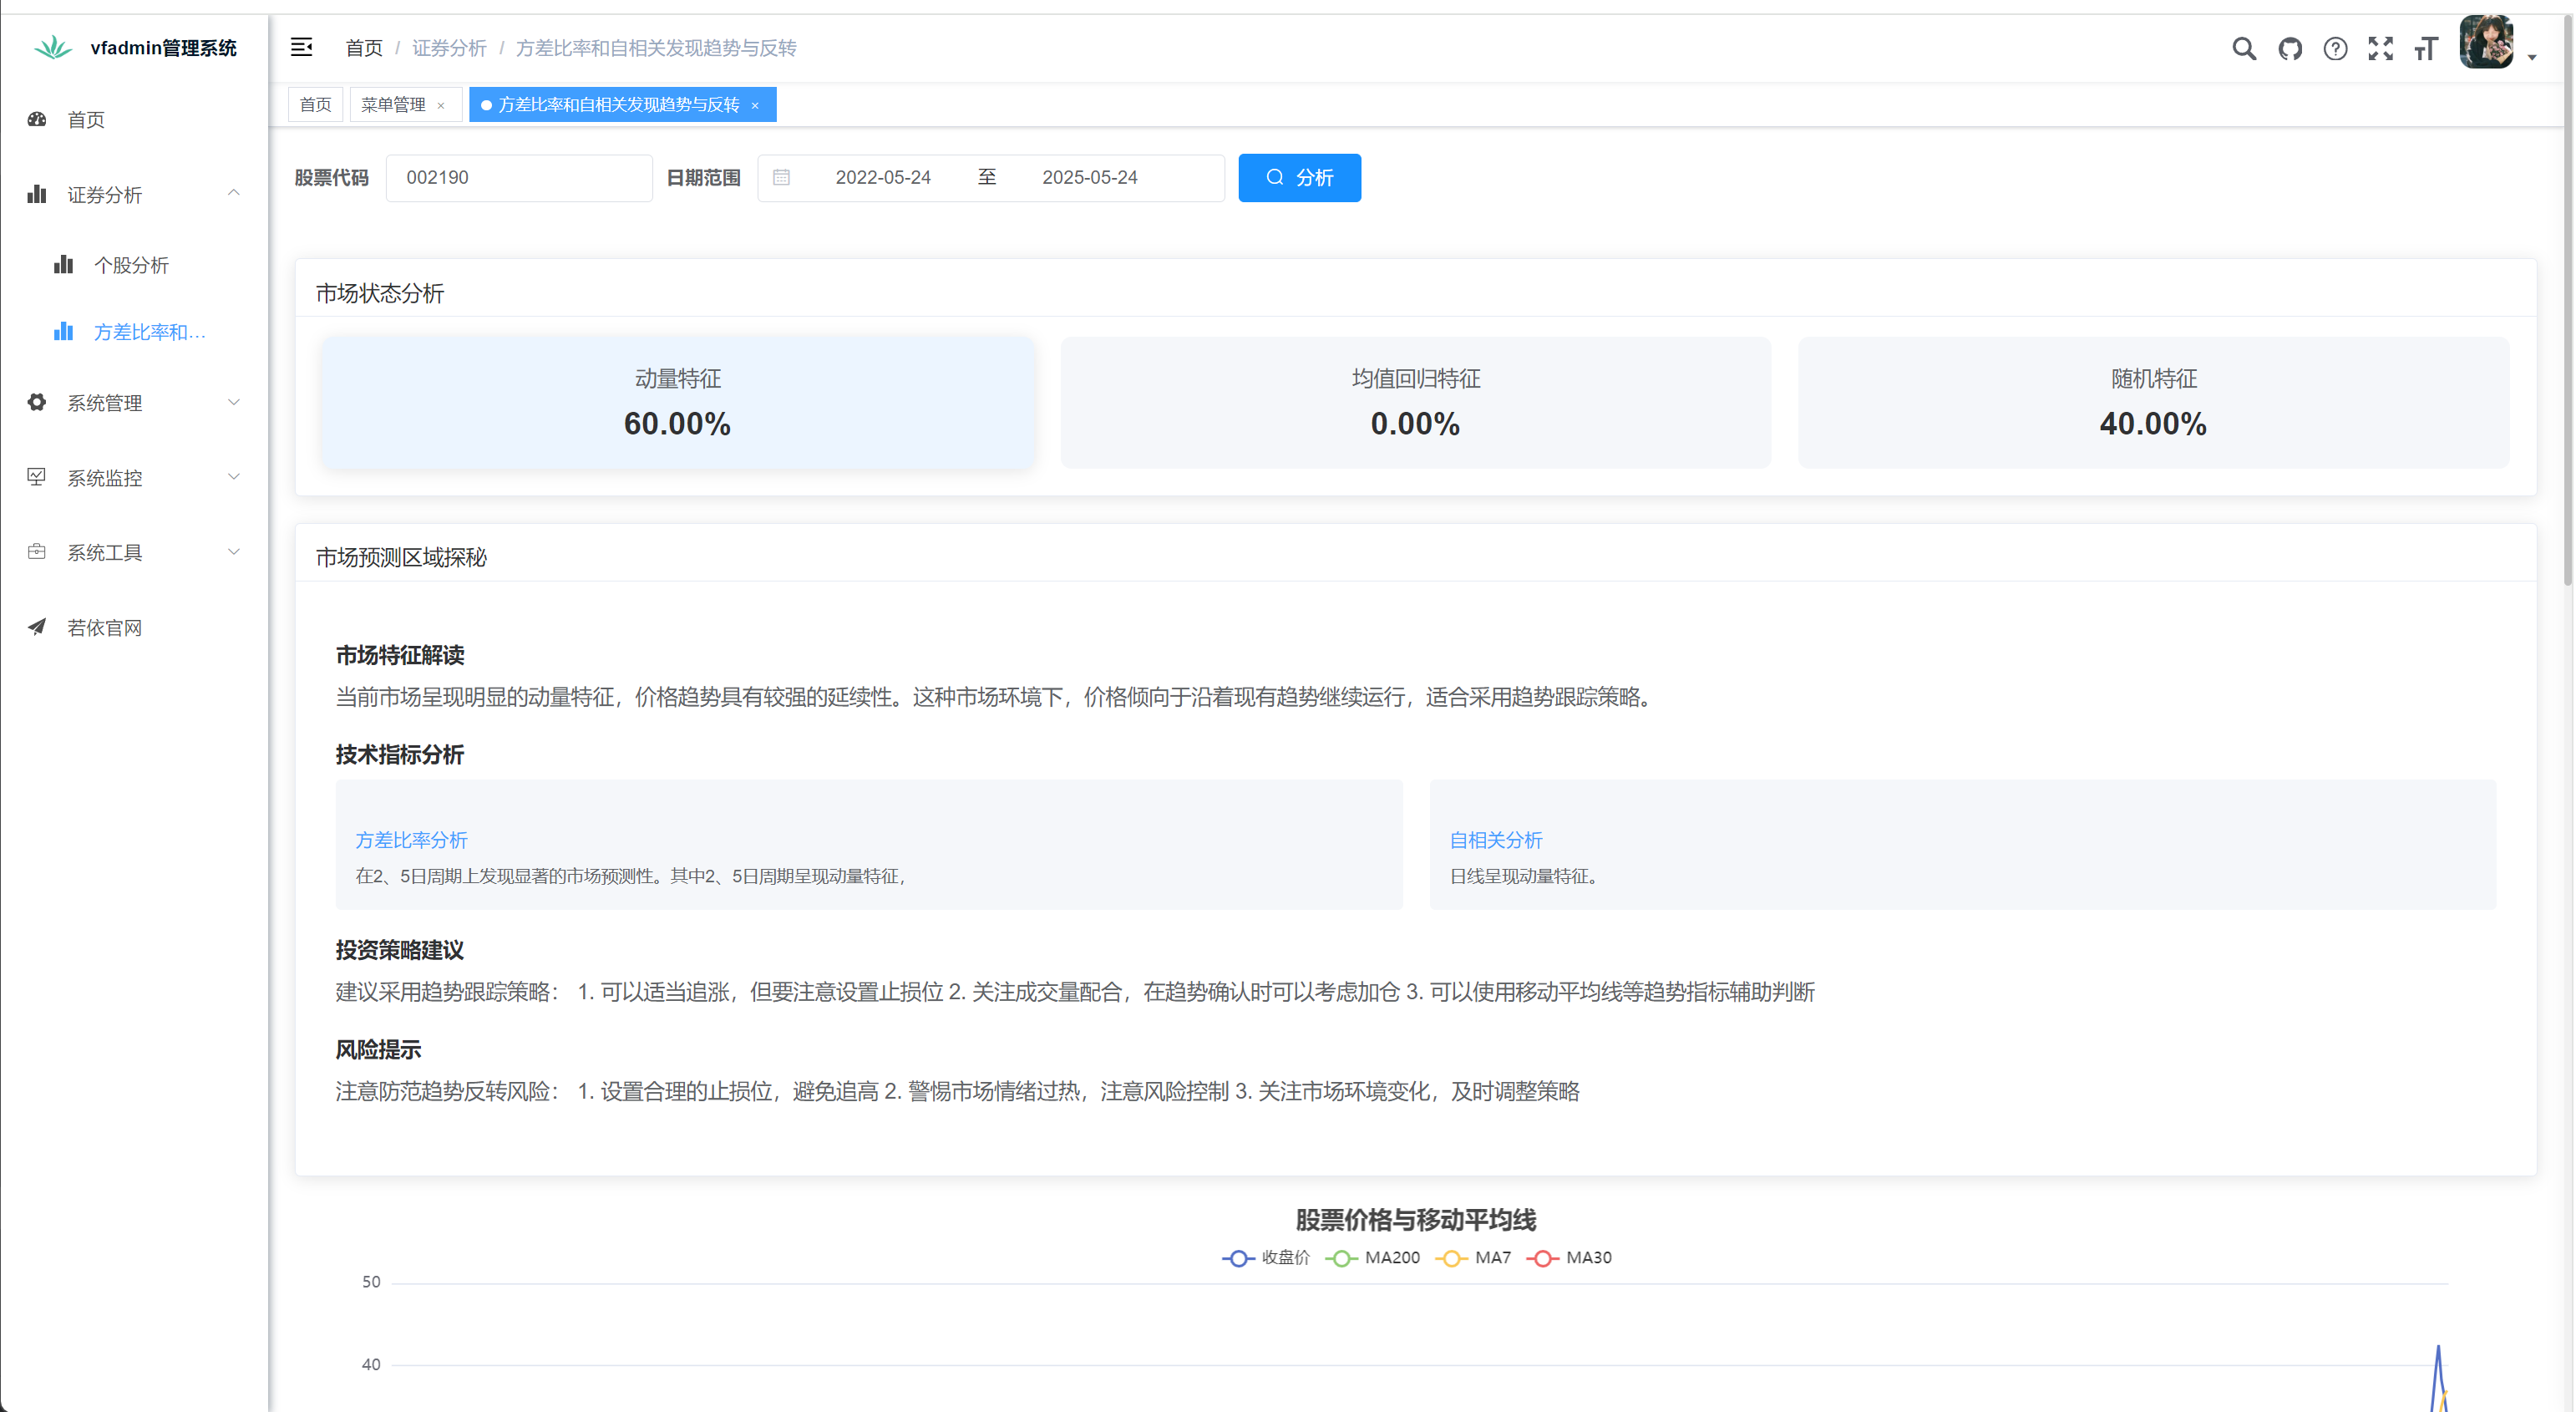 vfadmin管理系统
首页 / 证券分析 / 方差比率和自相关发现趋势与反转
首页
菜单管理 ×
方差比率和自相关发现趋势与反转 ×
首页
证券分析
个股分析
方差比率和...
系统管理
系统监控
系统工具
若依官网
股票代码 002190 日期范围 2022-05-24 至 2025-05-24 分析
市场状态分析
动量特征
60.00%
均值回归特征
0.00%
随机特征
40.00%
市场预测区域探秘
市场特征解读
当前市场呈现明显的动量特征，价格趋势具有较强的延续性。这种市场环境下，价格倾向于沿着现有趋势继续运行，适合采用趋势跟踪策略。
技术指标分析
方差比率分析
在2、5日周期上发现显著的市场预测性。其中2、5日周期呈现动量特征，
自相关分析
日线呈现动量特征。
投资策略建议
建议采用趋势跟踪策略： 1. 可以适当追涨，但要注意设置止损位 2. 关注成交量配合，在趋势确认时可以考虑加仓 3. 可以使用移动平均线等趋势指标辅助判断
风险提示
注意防范趋势反转风险： 1. 设置合理的止损位，避免追高 2. 警惕市场情绪过热，注意风险控制 3. 关注市场环境变化，及时调整策略
股票价格与移动平均线
收盘价 MA200 MA7 MA30
50
40